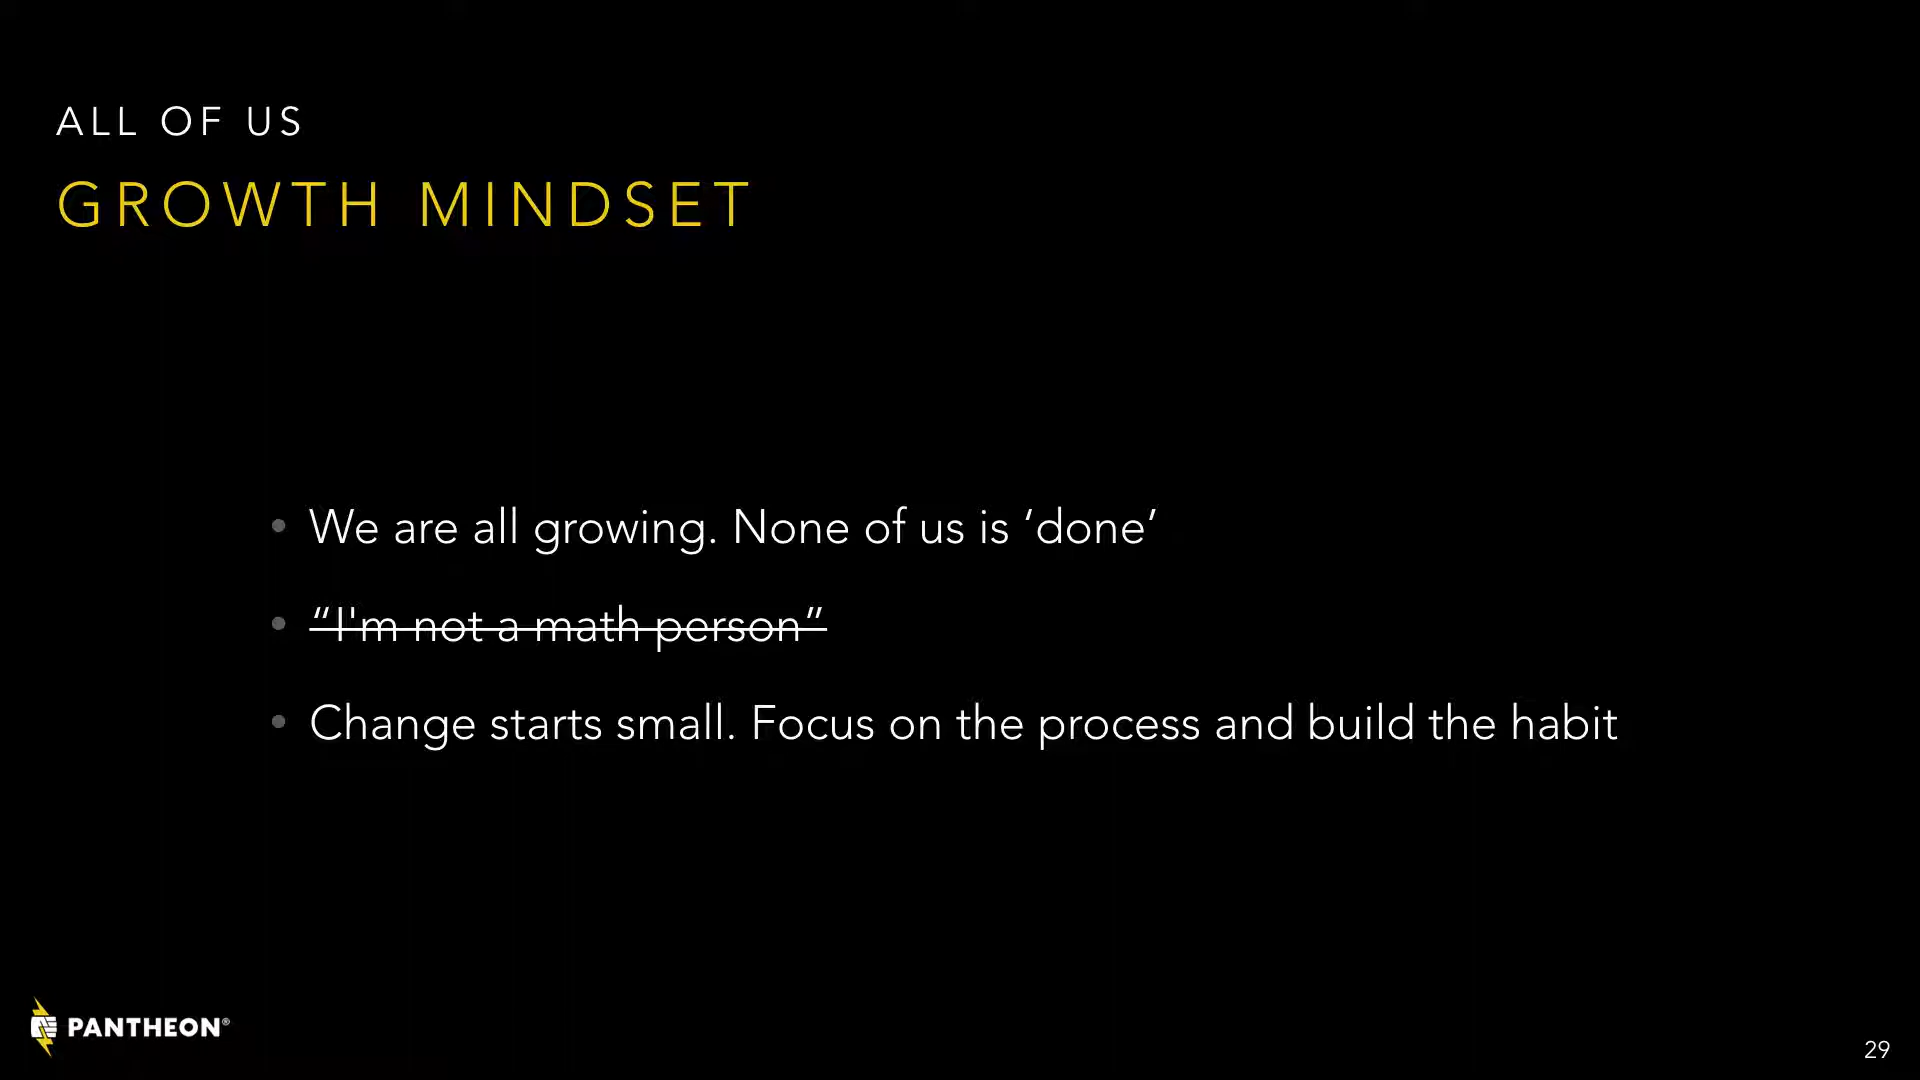 ALL OF US
GROWTH MINDSET
• We are all growing. None of us is ‘done’
• “I'm not a math person”
• Change starts small. Focus on the process and build the habit
PANTHEON®
29